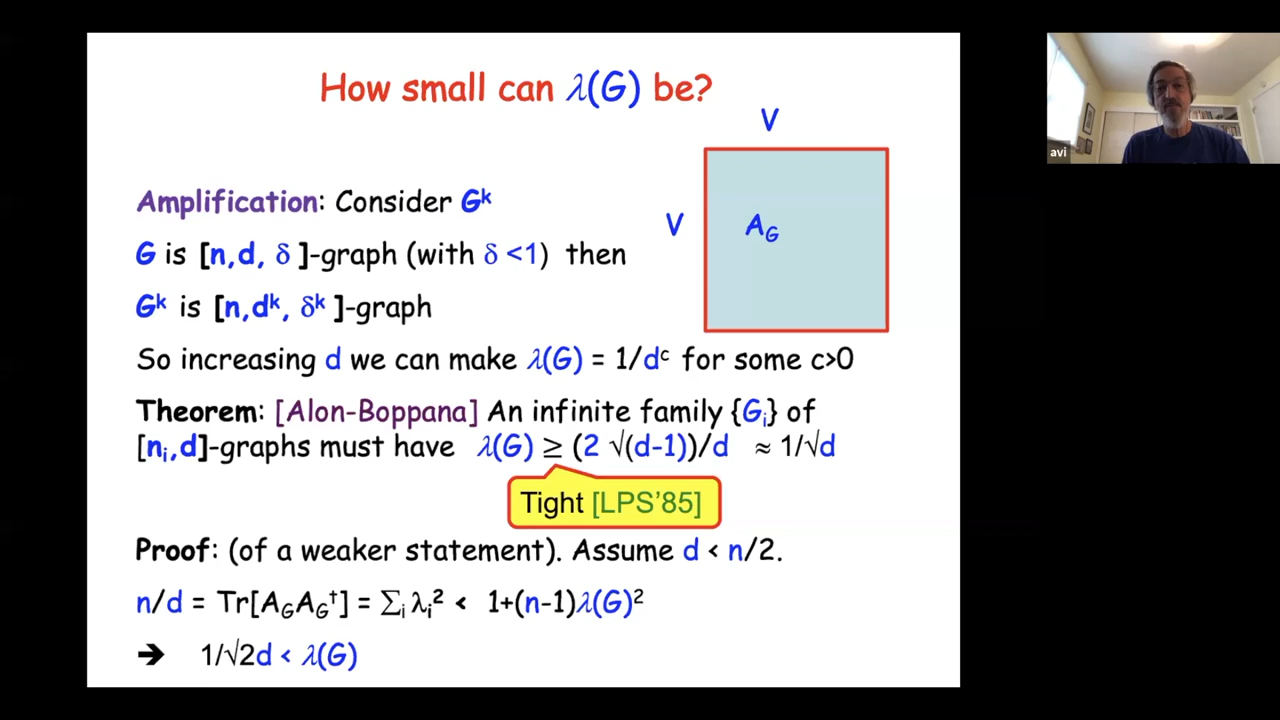 How small can λ(G) be?
V
V
A_G
Amplification: Consider Gᵏ
G is [n,d, δ ]-graph (with δ <1) then
Gᵏ is [n,dᵏ, δᵏ ]-graph
So increasing d we can make λ(G) = 1/dᶜ for some c>0
Theorem: [Alon-Boppana] An infinite family {Gᵢ} of
[nᵢ,d]-graphs must have λ(G) ≥ (2 √(d-1))/d ≈ 1/√d
Tight [LPS'85]
Proof: (of a weaker statement). Assume d < n/2.
n/d = Tr[A_G A_G†] = ∑ᵢ λᵢ² < 1+(n-1)λ(G)²
➔ 1/√2d < λ(G)
avi